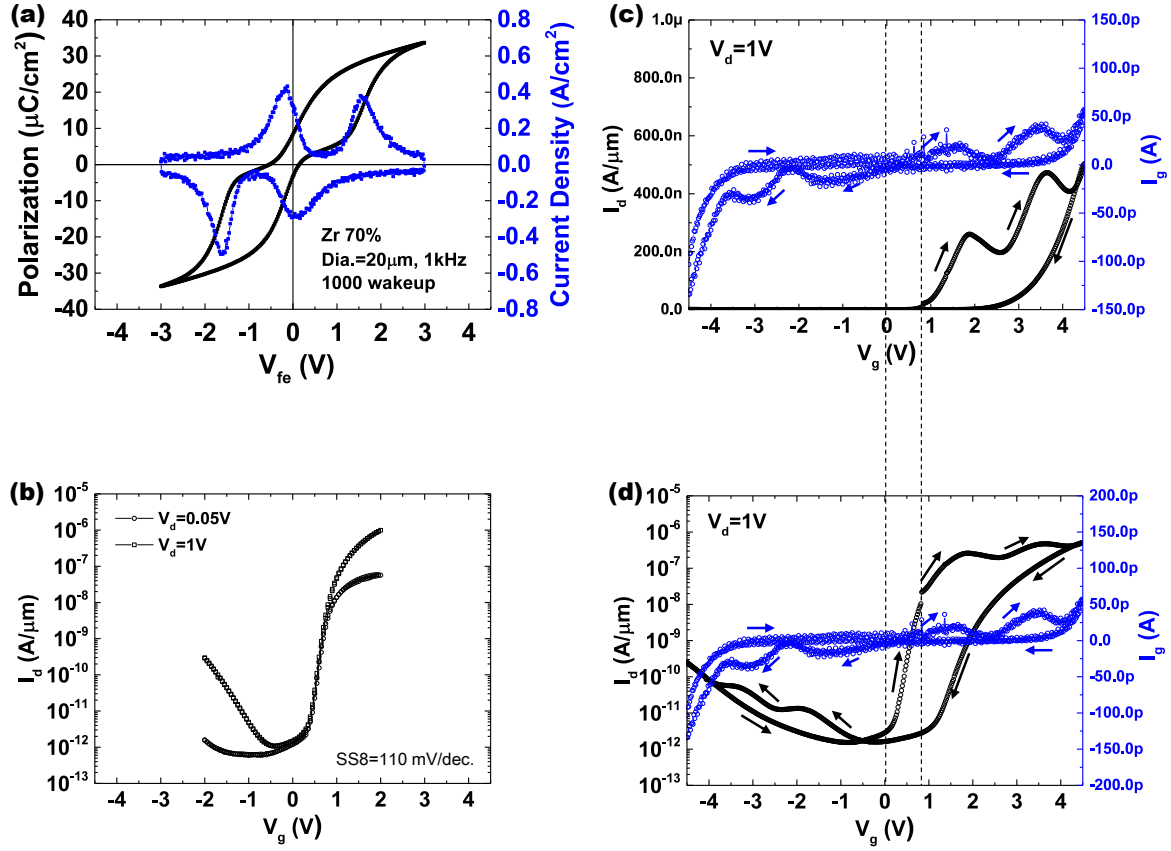 (a)
Polarization (μC/cm²)
40
30
20
10
0
-10
-20
-30
-40
0.8
0.6
0.4
0.2
0.0
-0.2
-0.4
-0.6
-0.8
Current Density (A/cm²)
Zr 70%
Dia.=20μm, 1kHz
1000 wakeup
-4 -3 -2 -1 0 1 2 3 4
V_fe (V)
(c)
V_d=1V
I_d (A/μm)
1.0μ
800.0n
600.0n
400.0n
200.0n
0.0
150.0p
100.0p
50.0p
0.0
-50.0p
-100.0p
-150.0p
I_g (A)
-4 -3 -2 -1 0 1 2 3 4
V_g (V)
(b)
I_d (A/μm)
10⁻⁵
10⁻⁶
10⁻⁷
10⁻⁸
10⁻⁹
10⁻¹⁰
10⁻¹¹
10⁻¹²
10⁻¹³
V_d=0.05V
V_d=1V
SS8=110 mV/dec.
-4 -3 -2 -1 0 1 2 3 4
V_g (V)
(d)
V_d=1V
I_d (A/μm)
10⁻⁵
10⁻⁶
10⁻⁷
10⁻⁸
10⁻⁹
10⁻¹⁰
10⁻¹¹
10⁻¹²
10⁻¹³
200.0p
150.0p
100.0p
50.0p
0.0
-50.0p
-100.0p
-150.0p
-200.0p
I_g (A)
-4 -3 -2 -1 0 1 2 3 4
V_g (V)